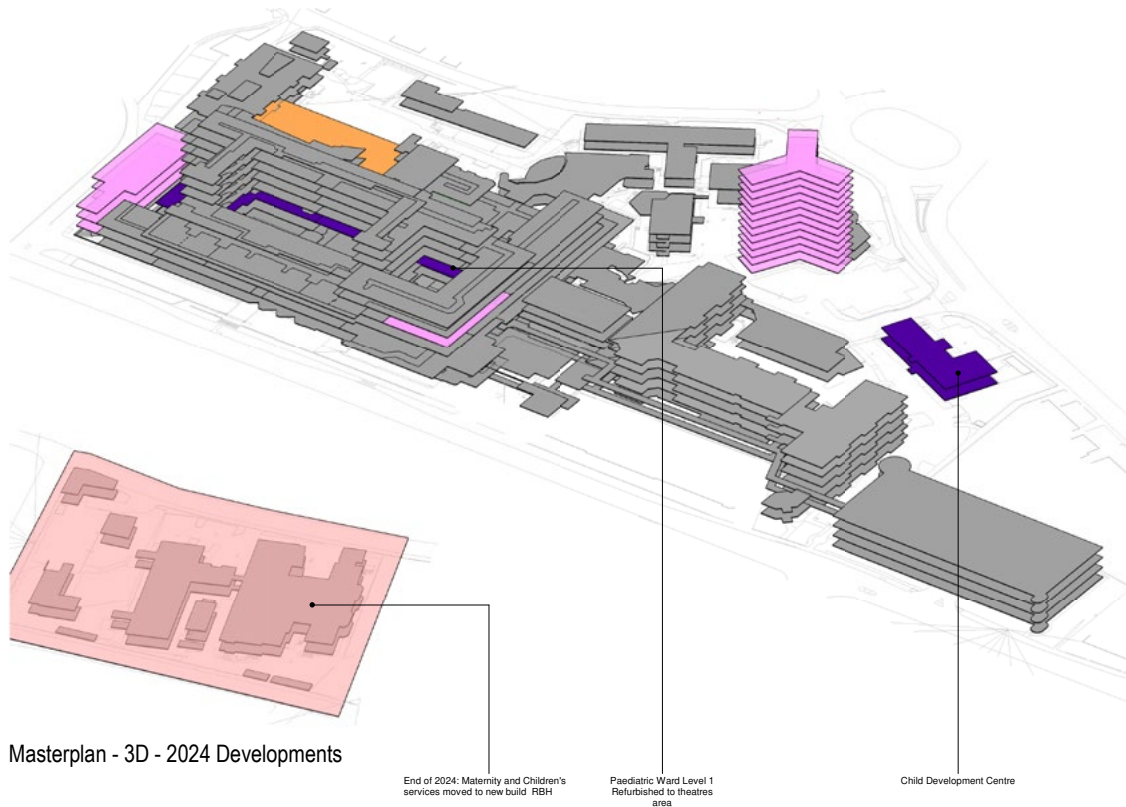 Masterplan - 3D - 2024 Developments
End of 2024: Maternity and Children's
services moved to new build RBH
Paediatric Ward Level 1
Refurbished to theatres
area
Child Development Centre